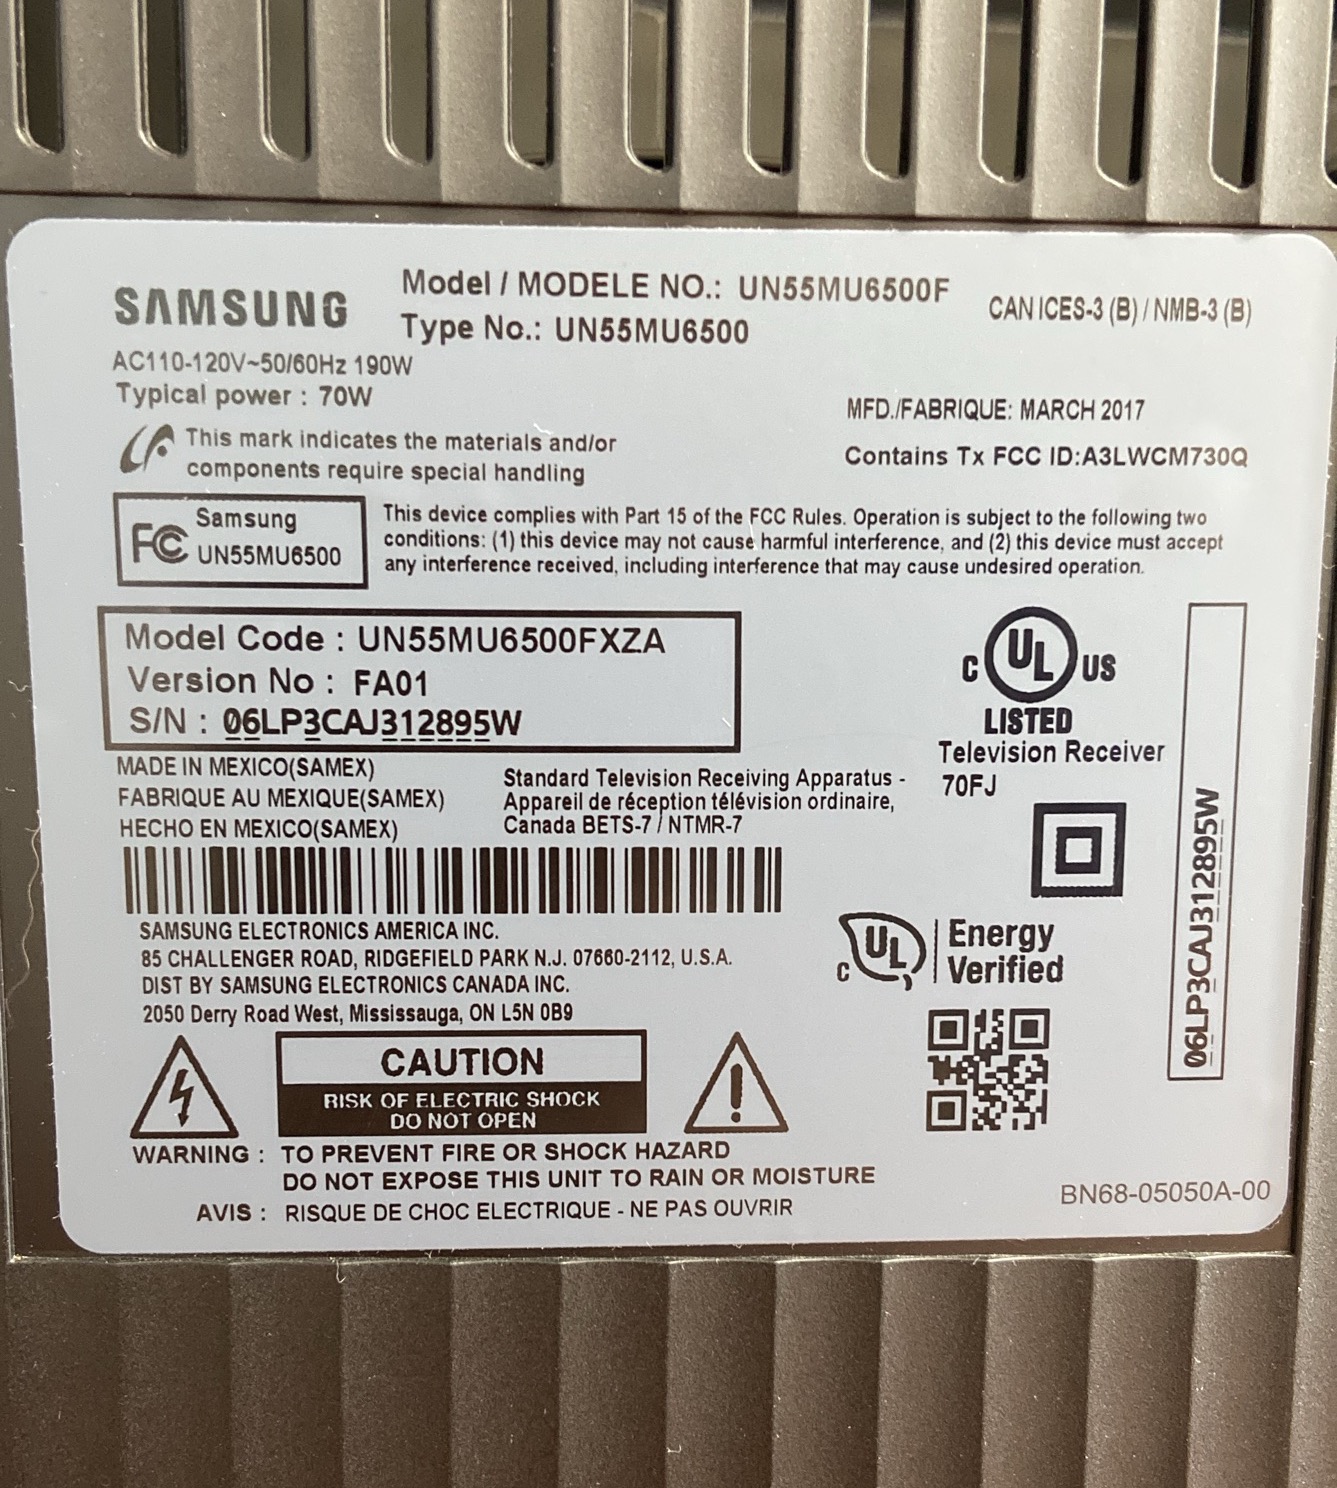 SAMSUNG
Model / MODELE NO.: UN55MU6500F
Type No.: UN55MU6500
CAN ICES-3 (B) / NMB-3 (B)
AC110-120V~50/60Hz 190W
Typical power : 70W
MFD./FABRIQUE: MARCH 2017
Contains Tx FCC ID:A3LWCM730Q
This mark indicates the materials and/or
components require special handling
FC Samsung
UN55MU6500
This device complies with Part 15 of the FCC Rules. Operation is subject to the following two
conditions: (1) this device may not cause harmful interference, and (2) this device must accept
any interference received, including interference that may cause undesired operation.
Model Code : UN55MU6500FXZA
Version No : FA01
S/N : 06LP3CAJ312895W
C UL US
LISTED
Television Receiver
70FJ
MADE IN MEXICO(SAMEX)
FABRIQUE AU MEXIQUE(SAMEX)
HECHO EN MEXICO(SAMEX)
Standard Television Receiving Apparatus -
Appareil de réception télévision ordinaire,
Canada BETS-7 / NTMR-7
06LP3CAJ312895W
SAMSUNG ELECTRONICS AMERICA INC.
85 CHALLENGER ROAD, RIDGEFIELD PARK N.J. 07660-2112, U.S.A.
DIST BY SAMSUNG ELECTRONICS CANADA INC.
2050 Derry Road West, Mississauga, ON L5N 0B9
C UL
Energy
Verified
CAUTION
RISK OF ELECTRIC SHOCK
DO NOT OPEN
WARNING : TO PREVENT FIRE OR SHOCK HAZARD
DO NOT EXPOSE THIS UNIT TO RAIN OR MOISTURE
AVIS : RISQUE DE CHOC ELECTRIQUE - NE PAS OUVRIR
BN68-05050A-00